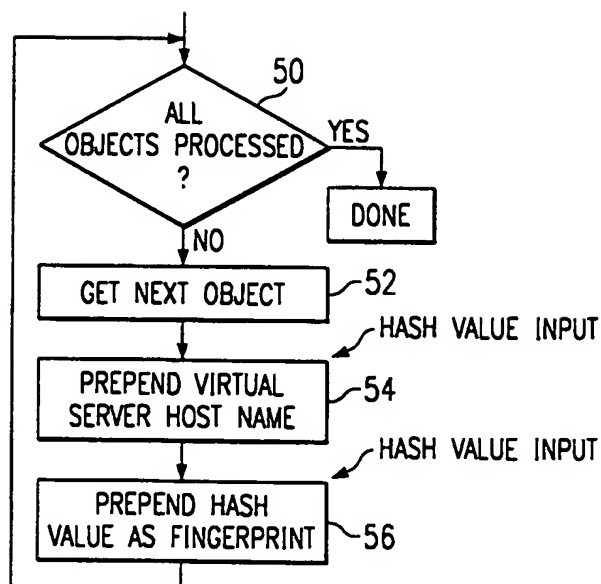 50
ALL
OBJECTS PROCESSED
?
YES
DONE
NO
GET NEXT OBJECT
52
HASH VALUE INPUT
PREPEND VIRTUAL
SERVER HOST NAME
54
HASH VALUE INPUT
PREPEND HASH
VALUE AS FINGERPRINT
56